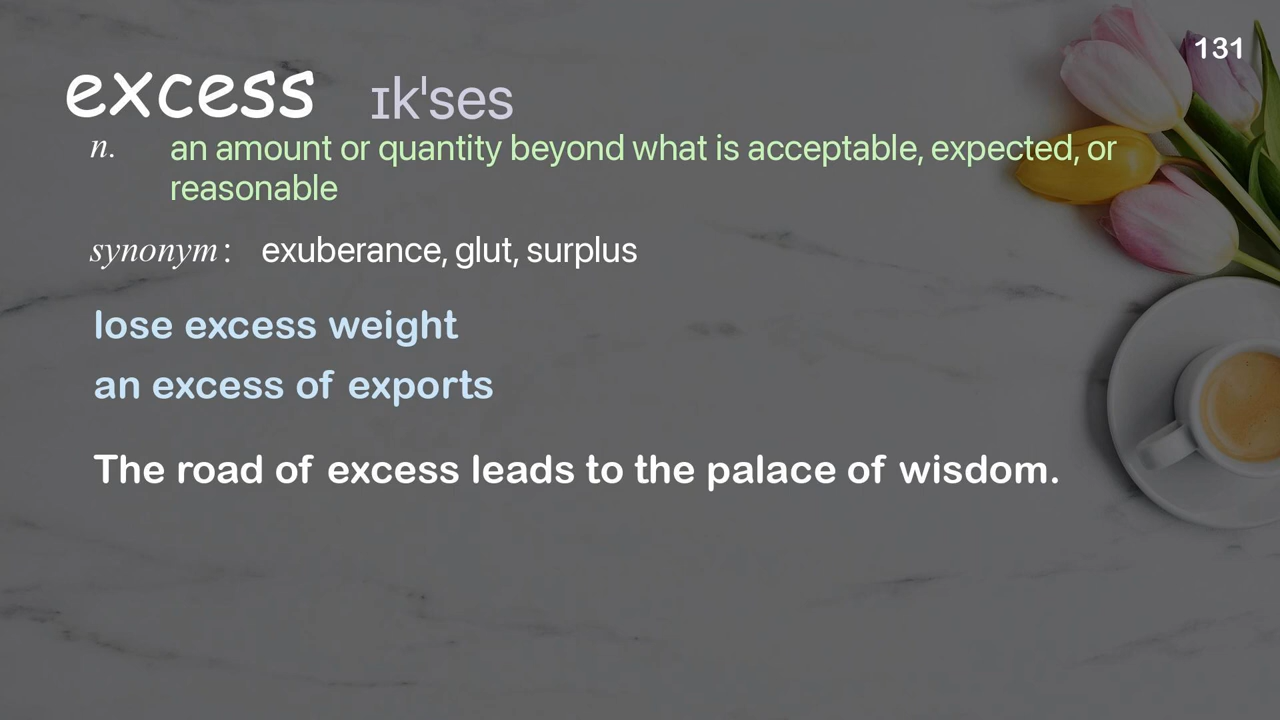 131
excess ɪk'ses
n. an amount or quantity beyond what is acceptable, expected, or
reasonable
synonym: exuberance, glut, surplus
lose excess weight
an excess of exports
The road of excess leads to the palace of wisdom.